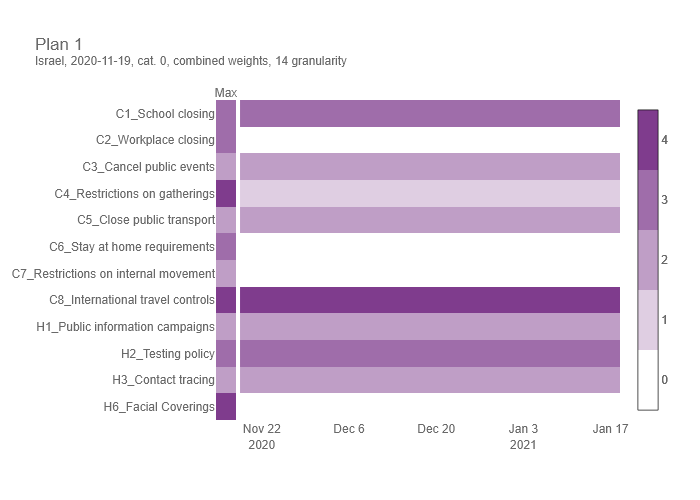 Plan 1
Israel, 2020-11-19, cat. 0, combined weights, 14 granularity
Max
C1_School closing
C2_Workplace closing
C3_Cancel public events
C4_Restrictions on gatherings
C5_Close public transport
C6_Stay at home requirements
C7_Restrictions on internal movement
C8_International travel controls
H1_Public information campaigns
H2_Testing policy
H3_Contact tracing
H6_Facial Coverings
4
3
2
1
0
Nov 22 Dec 6 Dec 20 Jan 3 Jan 17
2020 2021